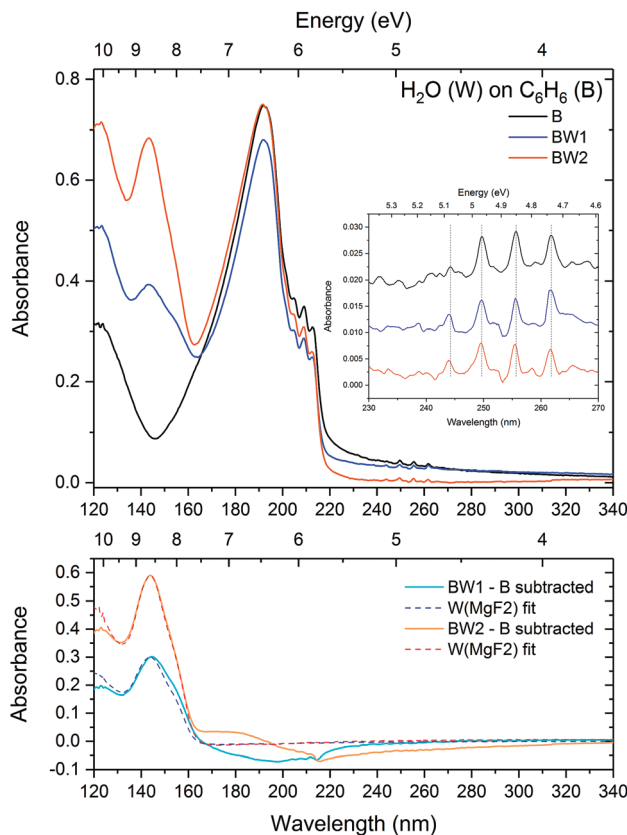 Energy (eV)
10 9 8 7 6 5 4
H2O (W) on C6H6 (B)
B
BW1
BW2
Absorbance
0.8
0.6
0.4
0.2
0.0
Energy (eV)
5.3 5.2 5.1 5 4.9 4.8 4.7 4.6
Absorbance
0.030
0.025
0.020
0.015
0.010
0.005
0.000
230 240 250 260 270
Wavelength (nm)
120 140 160 180 200 220 240 260 280 300 320 340
10 9 8 7 6 5 4
Absorbance
0.6
0.5
0.4
0.3
0.2
0.1
0.0
-0.1
BW1 - B subtracted
W(MgF2) fit
BW2 - B subtracted
W(MgF2) fit
120 140 160 180 200 220 240 260 280 300 320 340
Wavelength (nm)